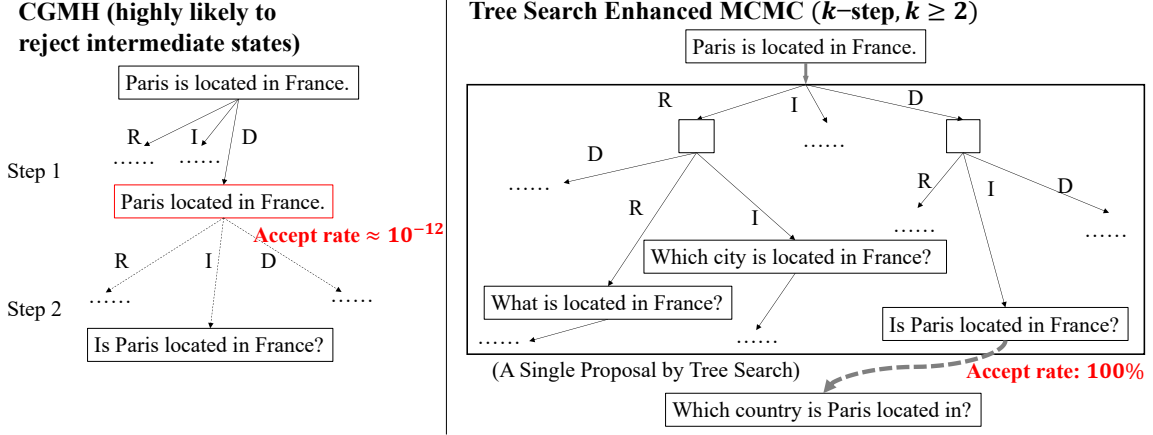 CGMH (highly likely to
reject intermediate states)
Paris is located in France.
R I D
...... ......
Step 1
Paris located in France.
Accept rate ≈ 10⁻¹²
R I D
...... ......
Step 2
Is Paris located in France?
Tree Search Enhanced MCMC (k−step, k ≥ 2)
Paris is located in France.
R I D
......
D R I
......
R I D
...... ......
Which city is located in France?
What is located in France?
Is Paris located in France?
...... ......
(A Single Proposal by Tree Search)
Accept rate: 100%
Which country is Paris located in?